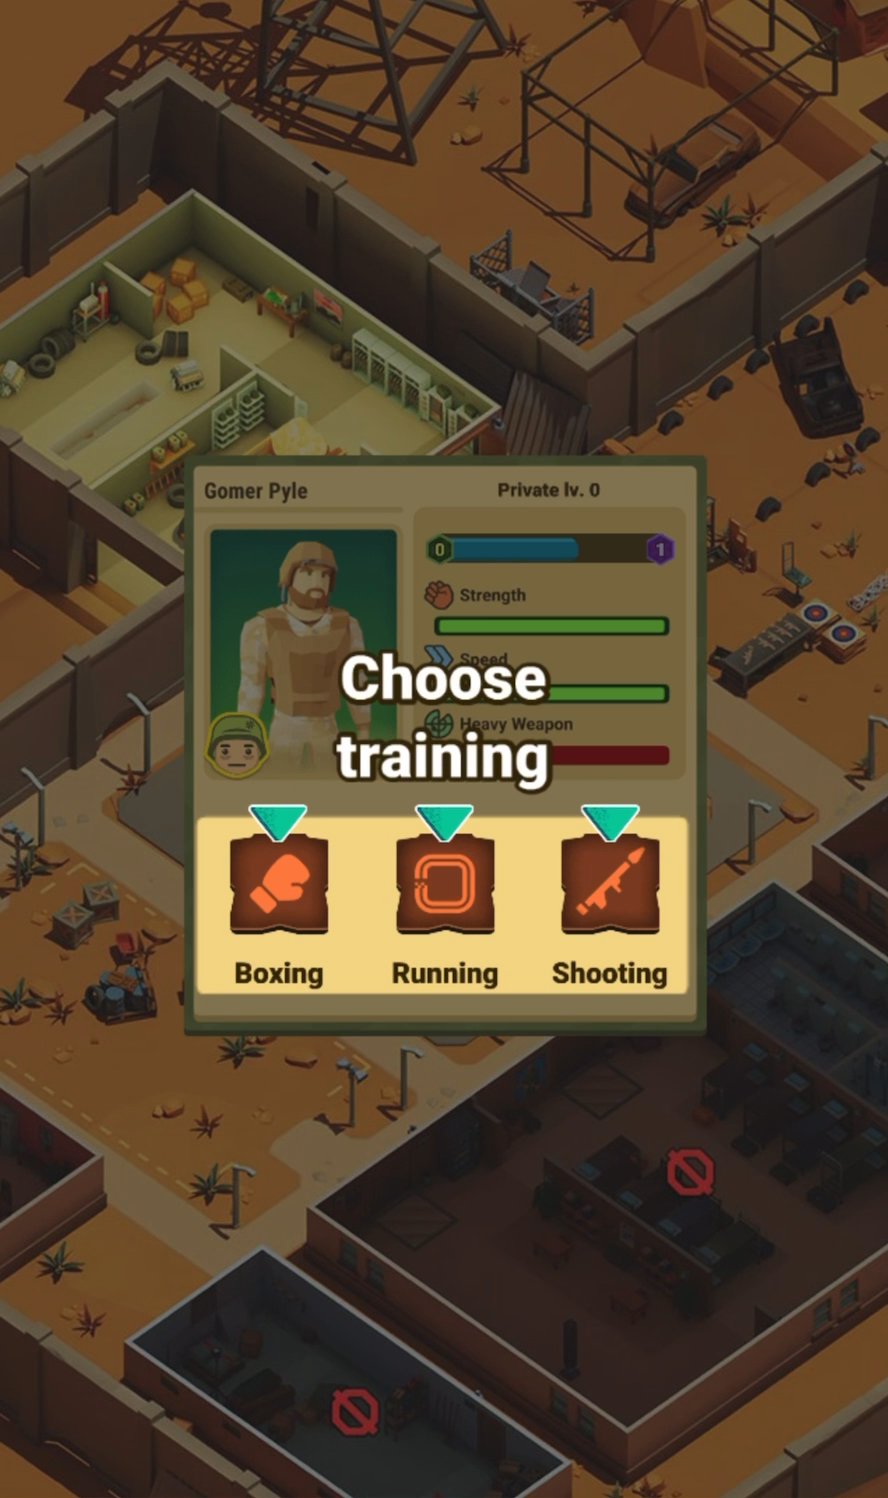 Gomer Pyle
Private lv. 0
0
1
Strength
Speed
Heavy Weapon
Choose
training
Boxing
Running
Shooting